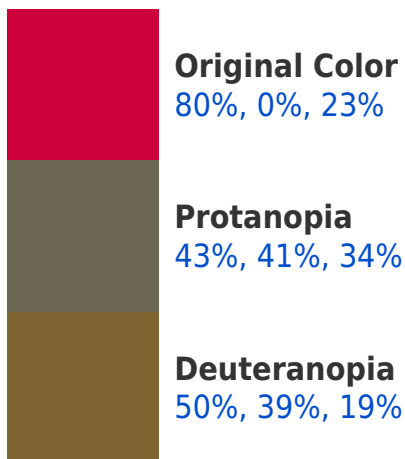 Original Color
80%, 0%, 23%
Protanopia
43%, 41%, 34%
Deuteranopia
50%, 39%, 19%